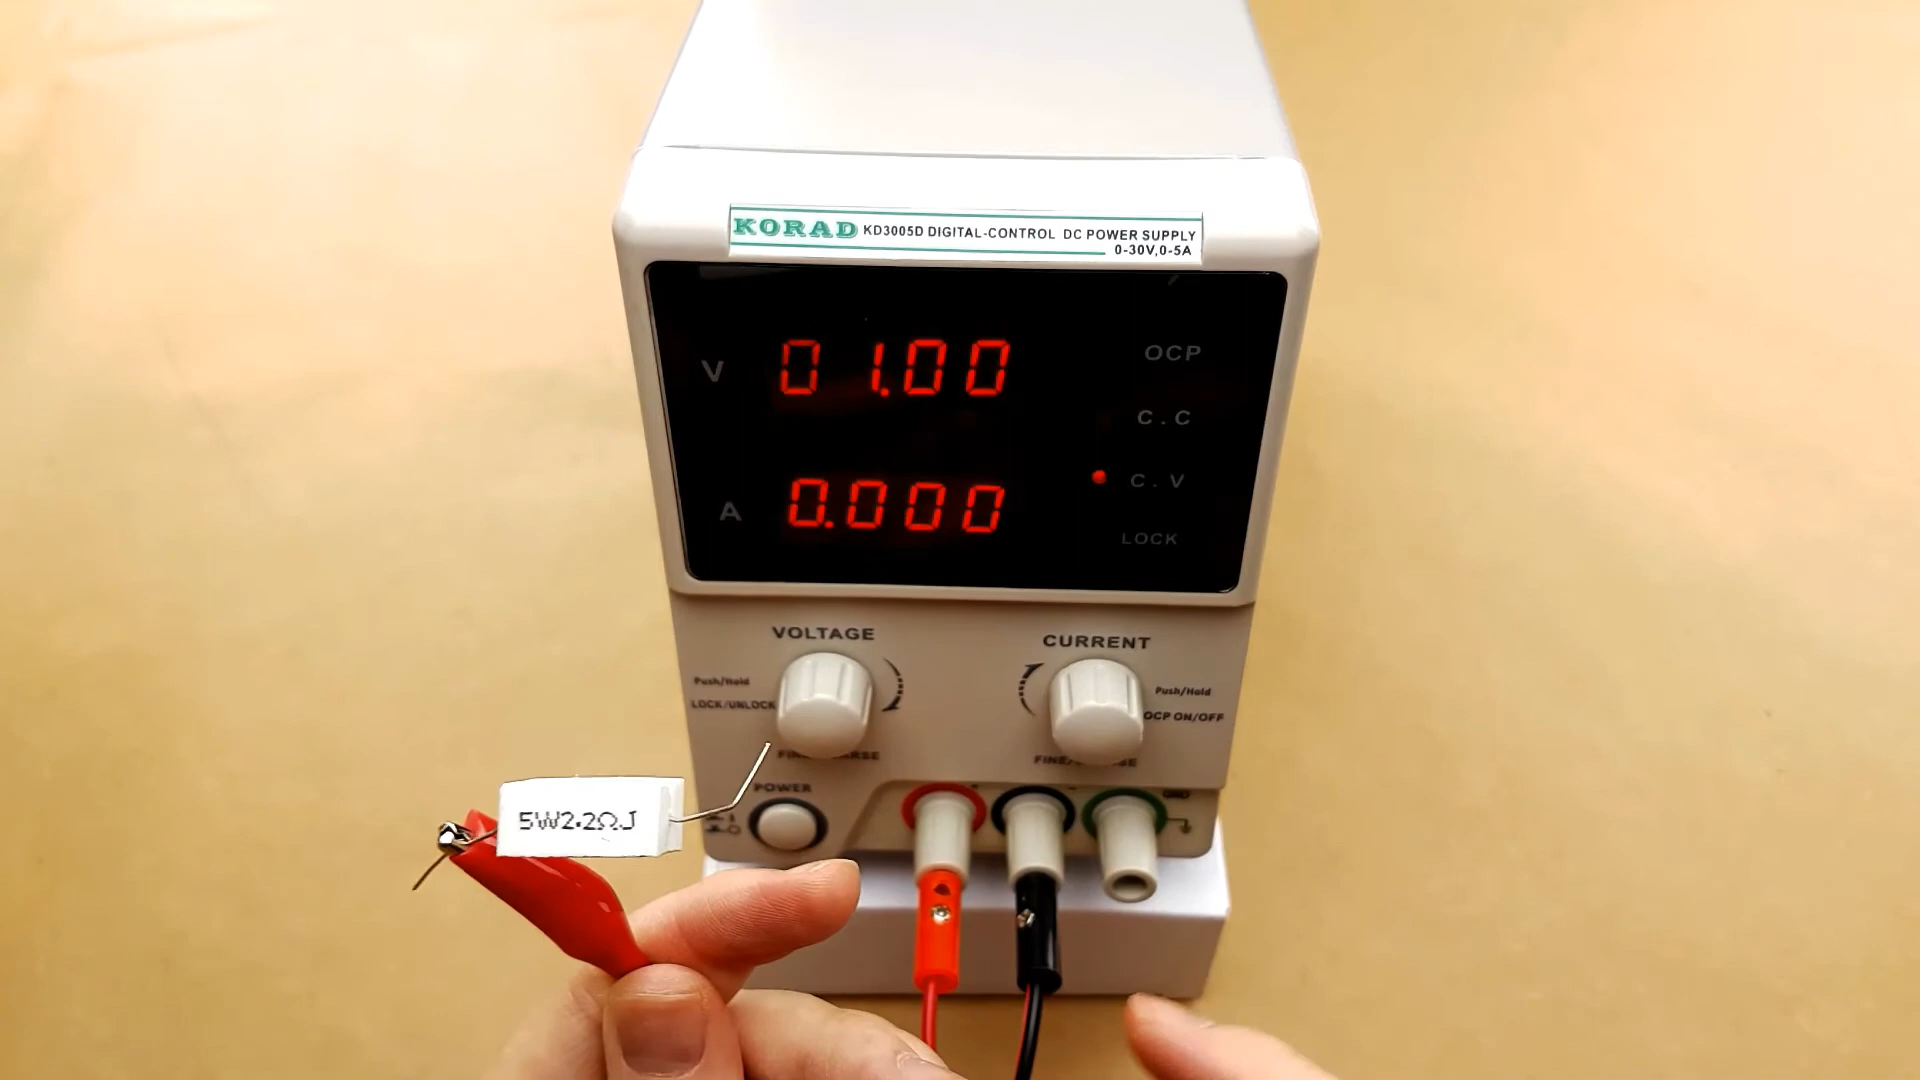 KORAD KD3005D DIGITAL-CONTROL DC POWER SUPPLY
0-30V,0-5A
V 01.00
OCP
C.C
C.V
A 0.000
LOCK
VOLTAGE
CURRENT
Push/Hold
LOCK/UNLOCK
Push/Hold
OCP ON/OFF
POWER
5W2.2ΩJ
GND